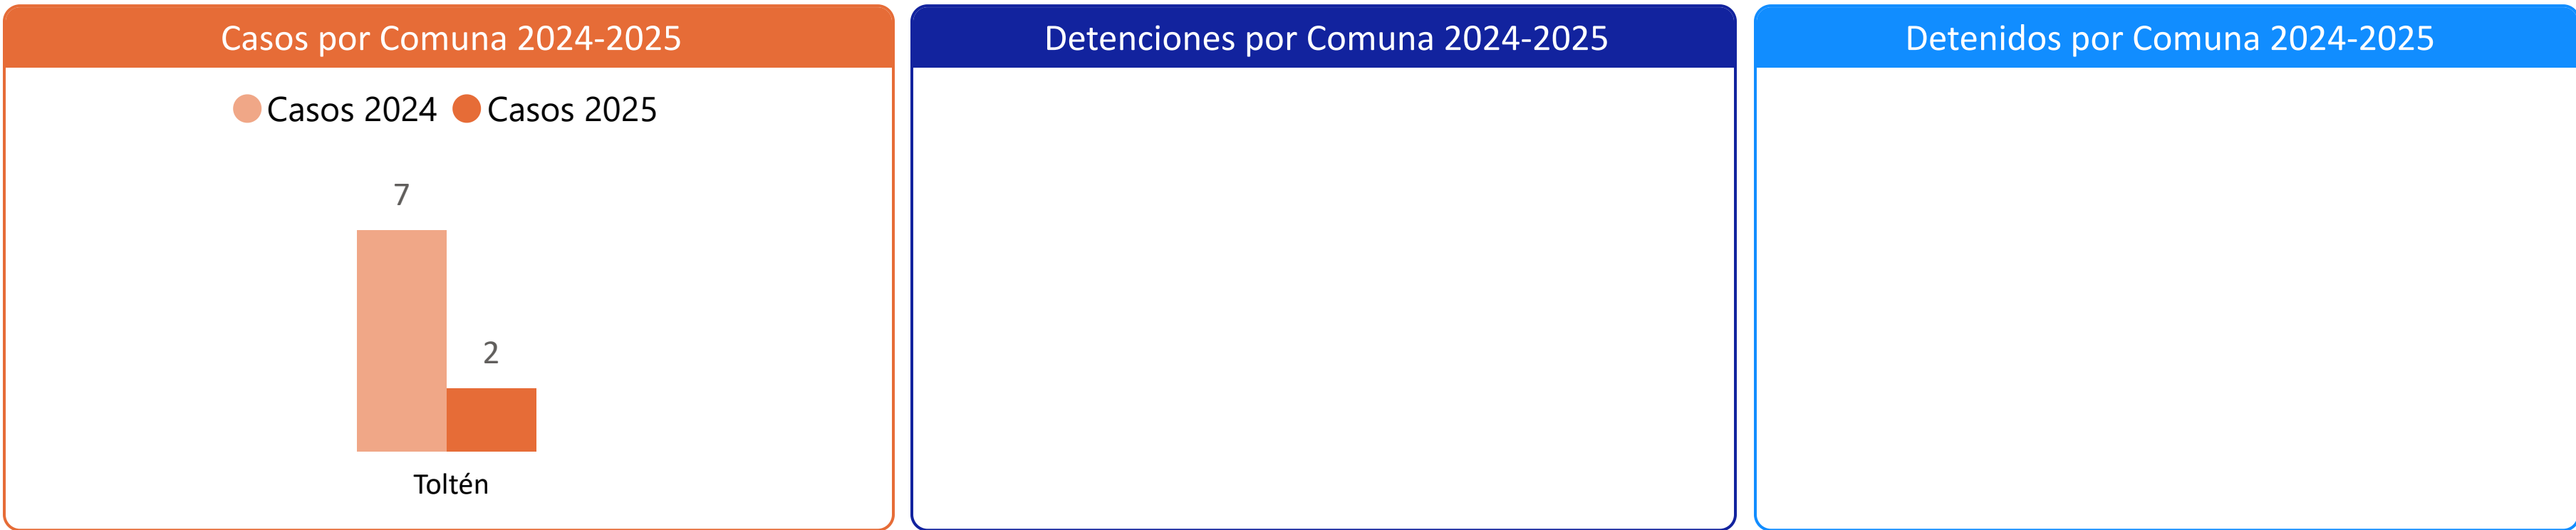 Casos por Comuna 2024-2025
Casos 2024 Casos 2025
7
2
Toltén
Detenciones por Comuna 2024-2025
Detenidos por Comuna 2024-2025